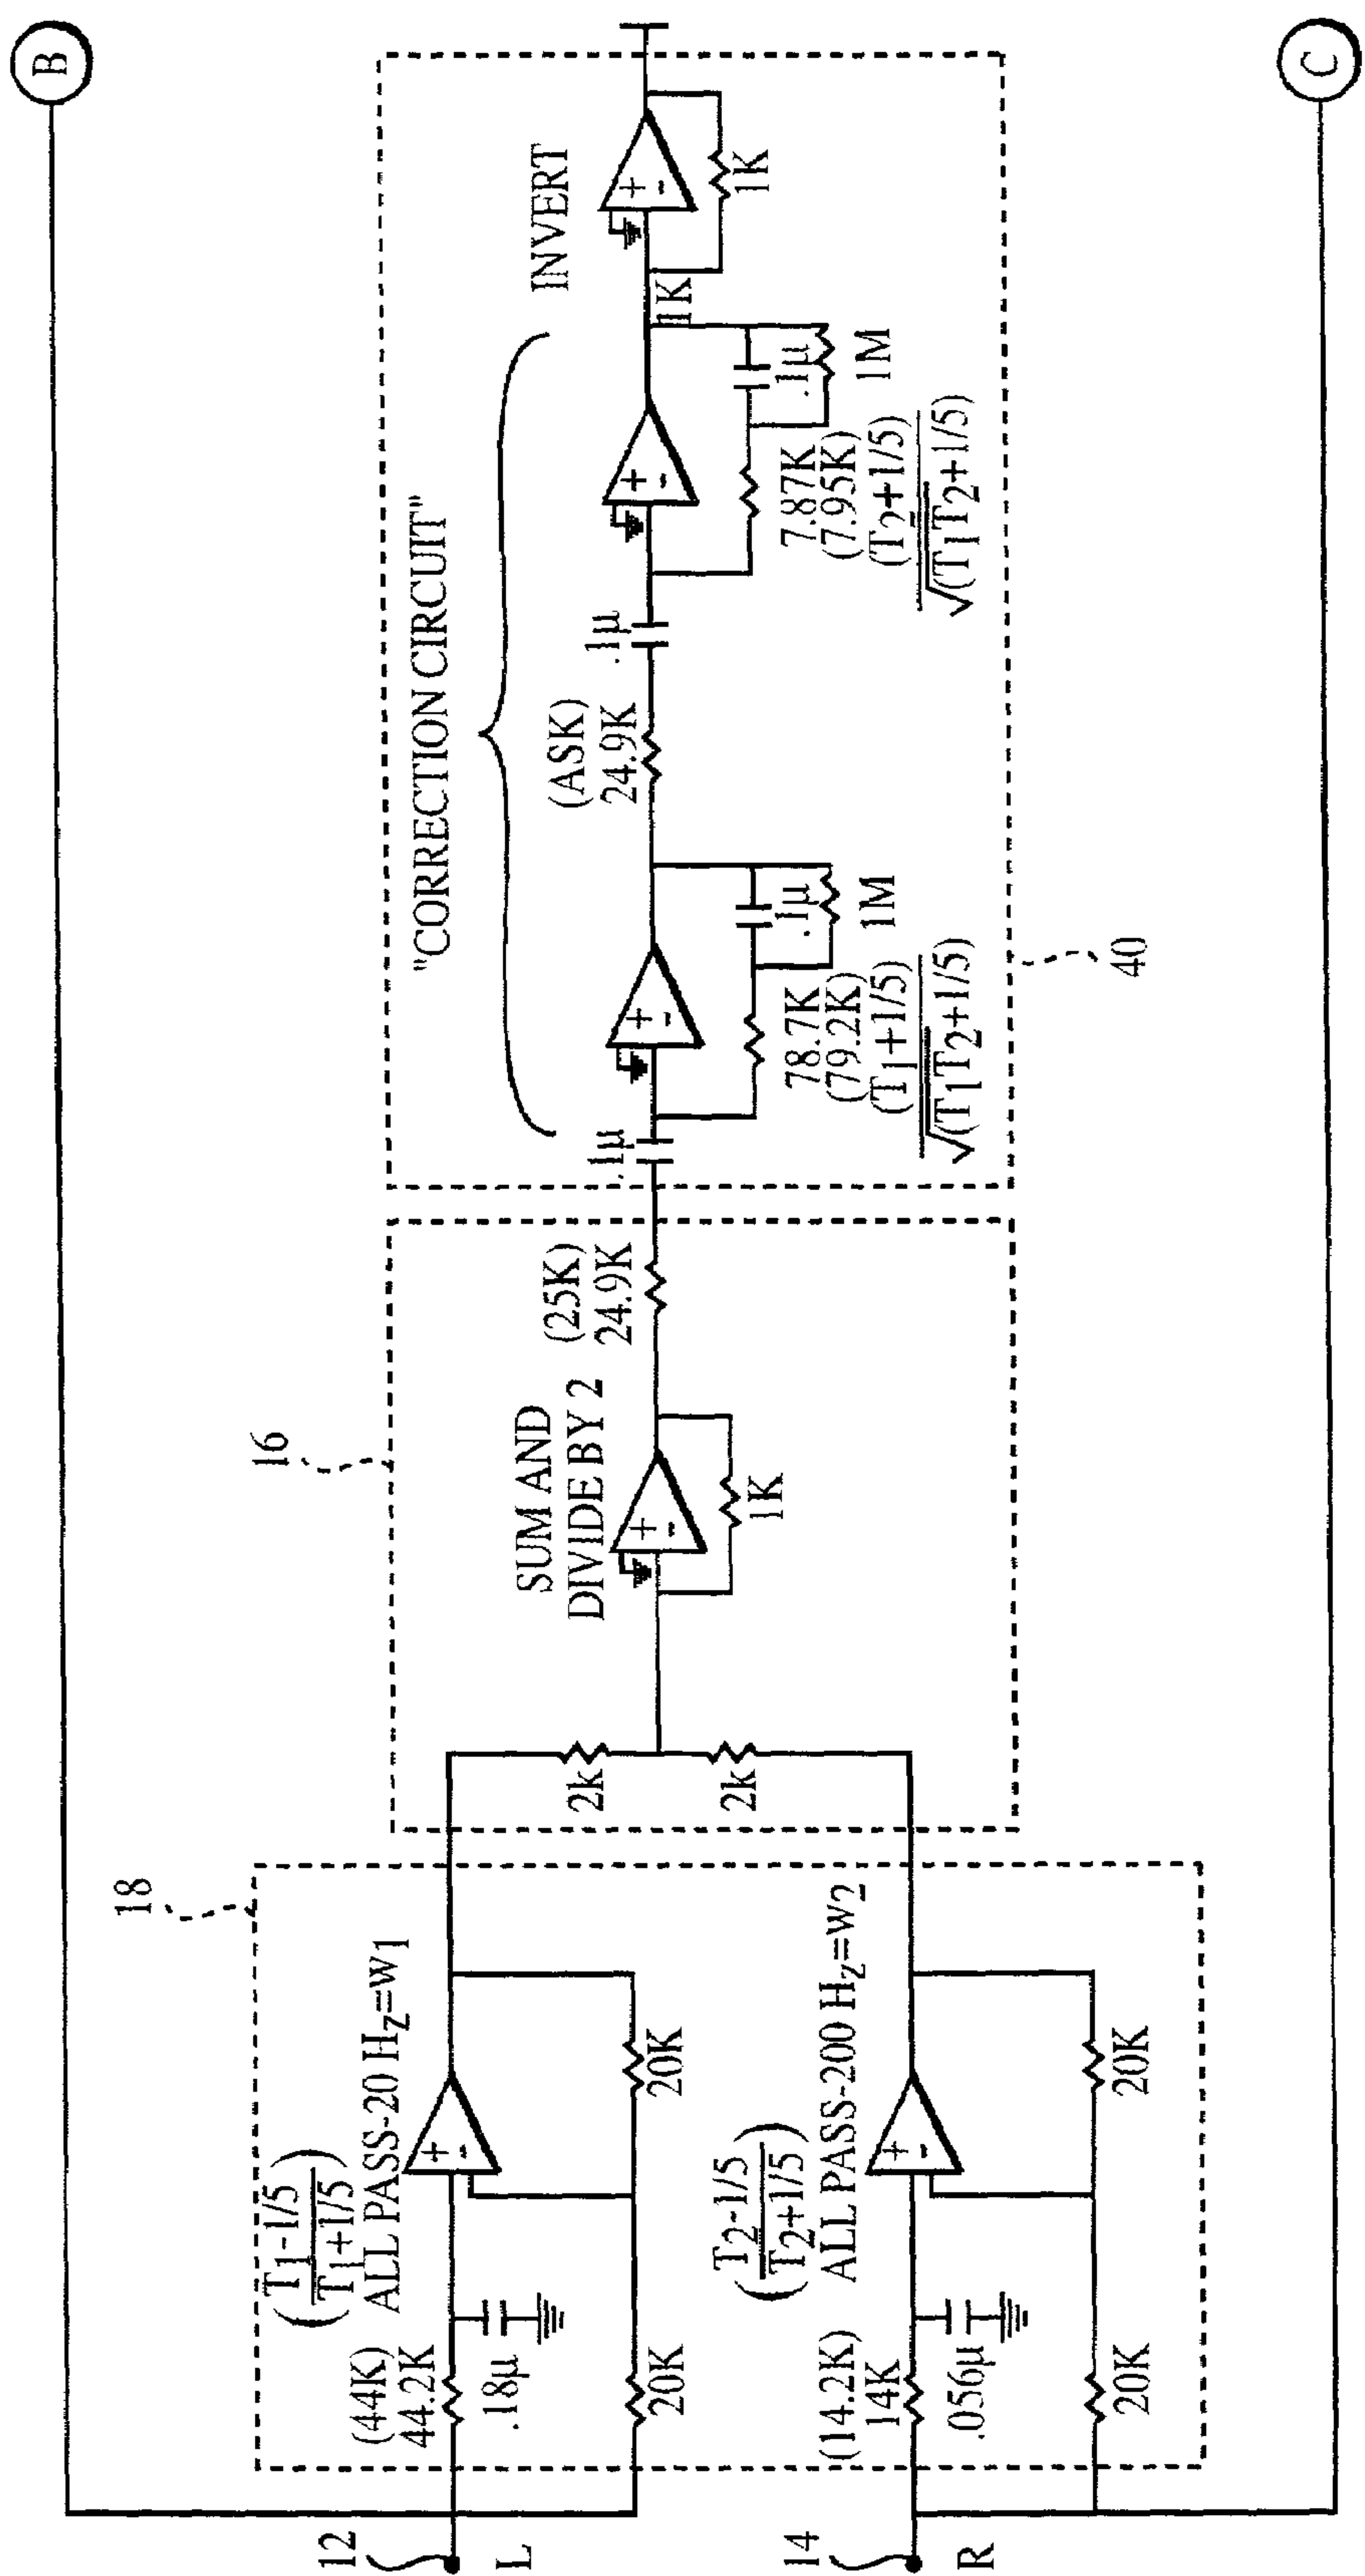 B
"CORRECTION CIRCUIT"
INVERT
1K
1K
(ASK)
24.9K
.1µ
.1µ
1M
7.87K
(7.95K)
(T2+1/5)
√(T1T2+1/5)
.1µ
.1µ
1M
78.7K
(79.2K)
(T1+1/5)
√(T1T2+1/5)
40
16
SUM AND
DIVIDE BY 2
(25K)
24.9K
1K
2k
2k
18
(T1-1/5
T1+1/5)
ALL PASS-20 HZ=W1
(44K)
44.2K
.18µ
20K
20K
(T2-1/5
T2+1/5)
ALL PASS-200 HZ=W2
(14.2K)
14K
.056µ
20K
20K
12
L
14
R
C
+
-
+
-
+
-
+
-
+
-
+
-